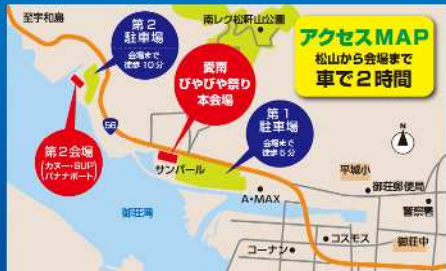 至宇和島
第2
駐車場
会場まで
徒歩10分
南レク松軒山公園
アクセスMAP
松山から会場まで
車で2時間
愛南
びやびや祭り
本会場
第1
駐車場
会場まで
徒歩5分
第2会場
(カヌー・SUP)
バナナボート
56
サンパール
N
平城小
御荘郵便局
A・MAX
警察署
御荘湾
コスモス
御荘中
コーナン